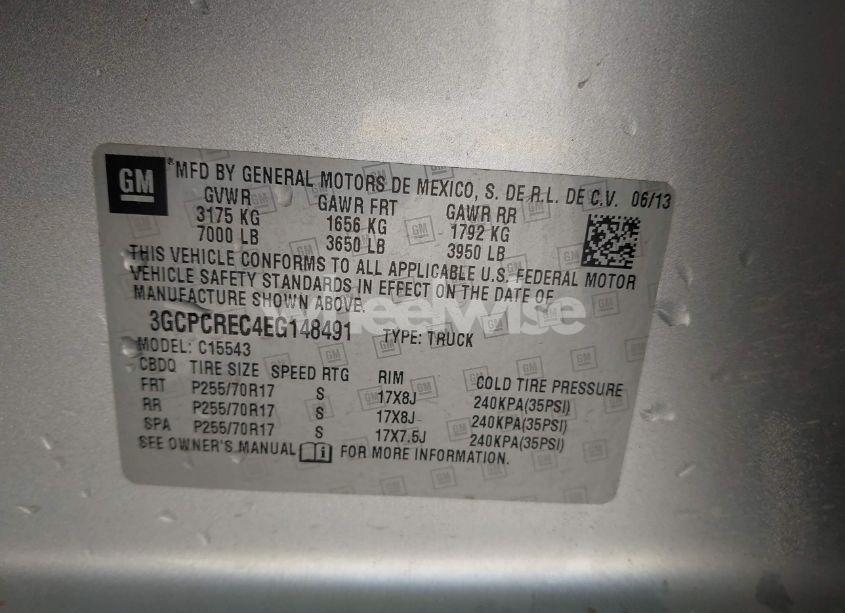 GM
*MFD BY GENERAL MOTORS DE MEXICO, S. DE R.L. DE C.V. 06/13
GVWR GAWR FRT GAWR RR
3175 KG 1656 KG 1792 KG
7000 LB 3650 LB 3950 LB
THIS VEHICLE CONFORMS TO ALL APPLICABLE U.S. FEDERAL MOTOR
VEHICLE SAFETY STANDARDS IN EFFECT ON THE DATE OF
MANUFACTURE SHOWN ABOVE.
wheelwise
3GCPCREC4EG148491 TYPE: TRUCK
MODEL: C15543
CBDQ TIRE SIZE SPEED RTG RIM COLD TIRE PRESSURE
FRT P255/70R17 S 17X8J 240KPA(35PSI)
RR P255/70R17 S 17X8J 240KPA(35PSI)
SPA P255/70R17 S 17X7.5J 240KPA(35PSI)
SEE OWNER'S MANUAL i FOR MORE INFORMATION.